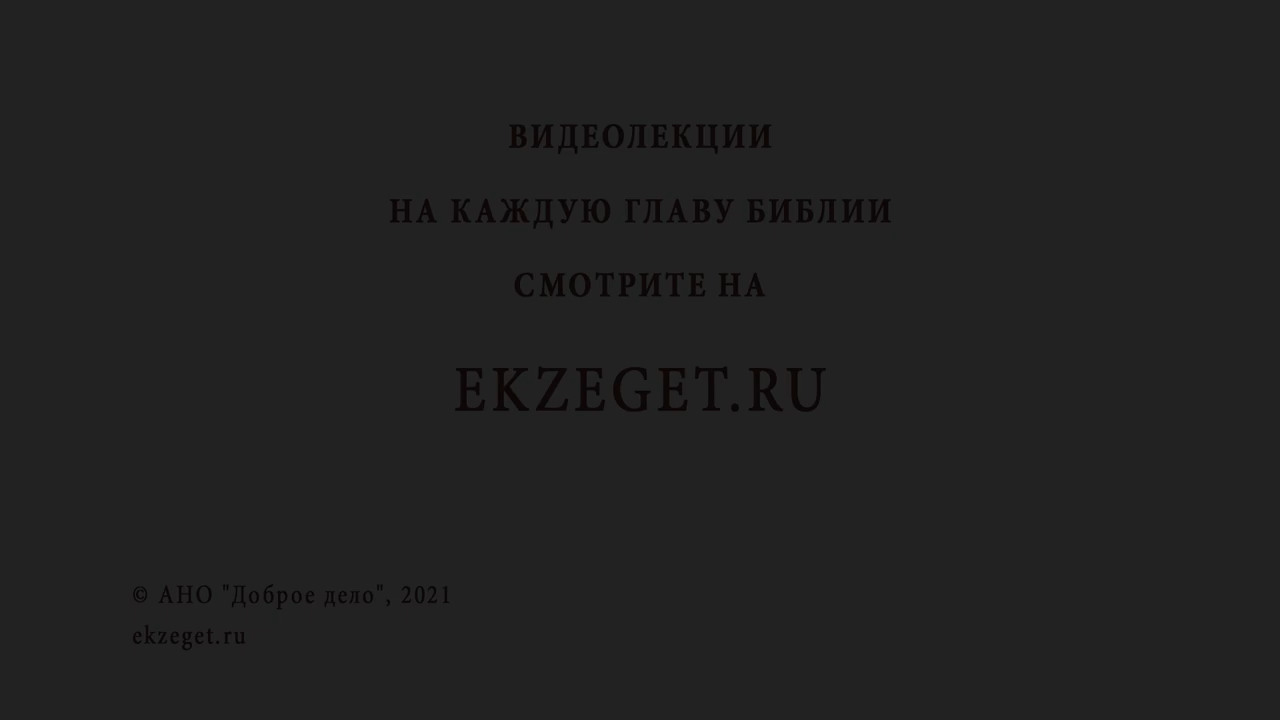 ВИДЕОЛЕКЦИИ
НА КАЖДУЮ ГЛАВУ БИБЛИИ
СМОТРИТЕ НА
EKZEGET.RU
© АНО "Доброе дело", 2021
ekzeget.ru